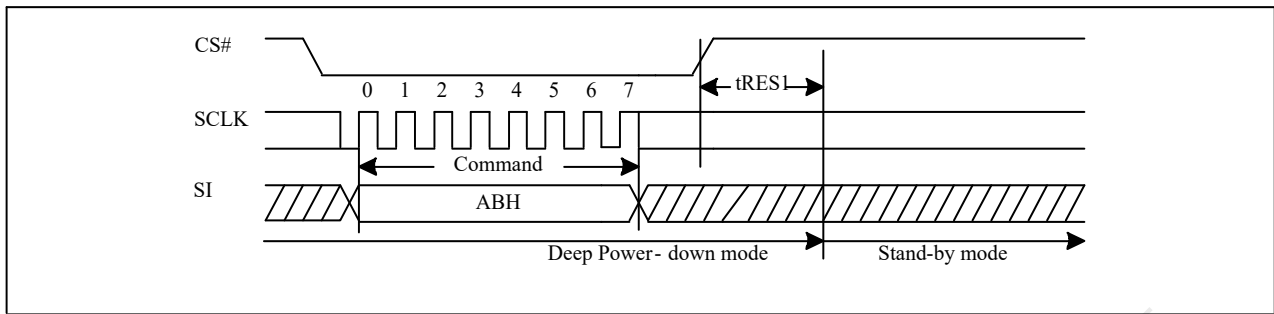 CS#
0 1 2 3 4 5 6 7
tRES1
SCLK
Command
SI
ABH
Deep Power- down mode
Stand-by mode